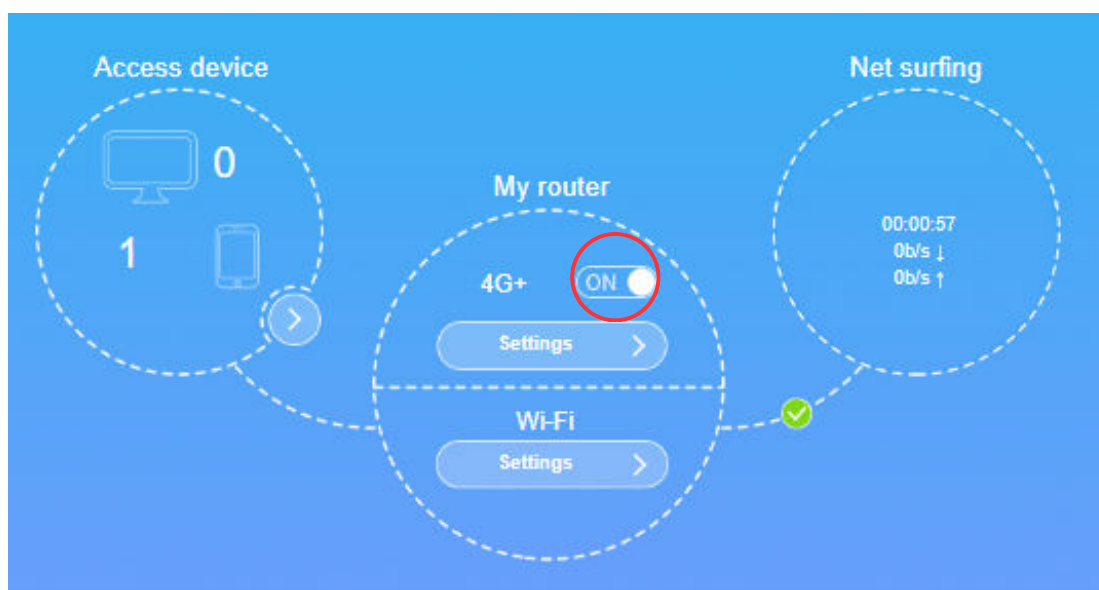 Access device
0
1
My router
4G+
ON
Settings
Wi-Fi
Settings
Net surfing
00:00:57
0b/s ↓
0b/s ↑